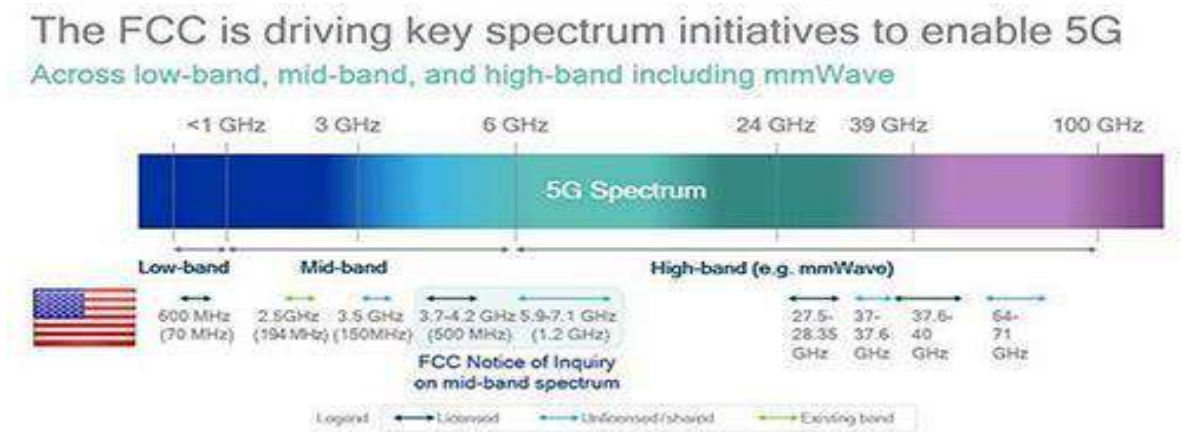 The FCC is driving key spectrum initiatives to enable 5G
Across low-band, mid-band, and high-band including mmWave
<1 GHz 3 GHz 6 GHz 24 GHz 39 GHz 100 GHz
5G Spectrum
Low-band Mid-band High-band (e.g. mmWave)
600 MHz 2.5GHz 3.5 GHz 3.7-4.2 GHz 5.9-7.1 GHz 27.5- 37- 37.6- 64-
(70 MHz) (194 MHz) (150MHz) (500 MHz) (1.2 GHz) 28.35 37.6 40 71
GHz GHz GHz GHz
FCC Notice of Inquiry
on mid-band spectrum
Legend Licensed Unlicensed/shared Existing band